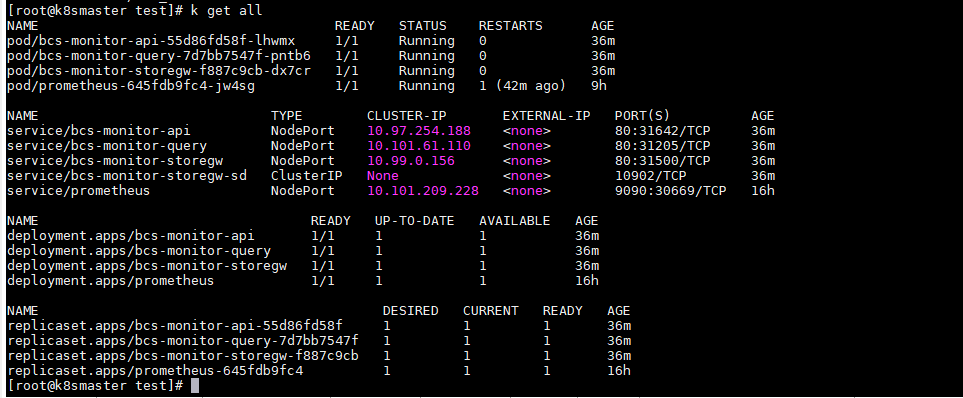 [root@k8smaster test]# k get all
NAME READY STATUS RESTARTS AGE
pod/bcs-monitor-api-55d86fd58f-lhwmx 1/1 Running 0 36m
pod/bcs-monitor-query-7d7bb7547f-pntb6 1/1 Running 0 36m
pod/bcs-monitor-storegw-f887c9cb-dx7cr 1/1 Running 0 36m
pod/prometheus-645fdb9fc4-jw4sg 1/1 Running 1 (42m ago) 9h
NAME TYPE CLUSTER-IP EXTERNAL-IP PORT(S) AGE
service/bcs-monitor-api NodePort 10.97.254.188 <none> 80:31642/TCP 36m
service/bcs-monitor-query NodePort 10.101.61.110 <none> 80:31205/TCP 36m
service/bcs-monitor-storegw NodePort 10.99.0.156 <none> 80:31500/TCP 36m
service/bcs-monitor-storegw-sd ClusterIP None <none> 10902/TCP 36m
service/prometheus NodePort 10.101.209.228 <none> 9090:30669/TCP 16h
NAME READY UP-TO-DATE AVAILABLE AGE
deployment.apps/bcs-monitor-api 1/1 1 1 36m
deployment.apps/bcs-monitor-query 1/1 1 1 36m
deployment.apps/bcs-monitor-storegw 1/1 1 1 36m
deployment.apps/prometheus 1/1 1 1 16h
NAME DESIRED CURRENT READY AGE
replicaset.apps/bcs-monitor-api-55d86fd58f 1 1 1 36m
replicaset.apps/bcs-monitor-query-7d7bb7547f 1 1 1 36m
replicaset.apps/bcs-monitor-storegw-f887c9cb 1 1 1 36m
replicaset.apps/prometheus-645fdb9fc4 1 1 1 16h
[root@k8smaster test]#